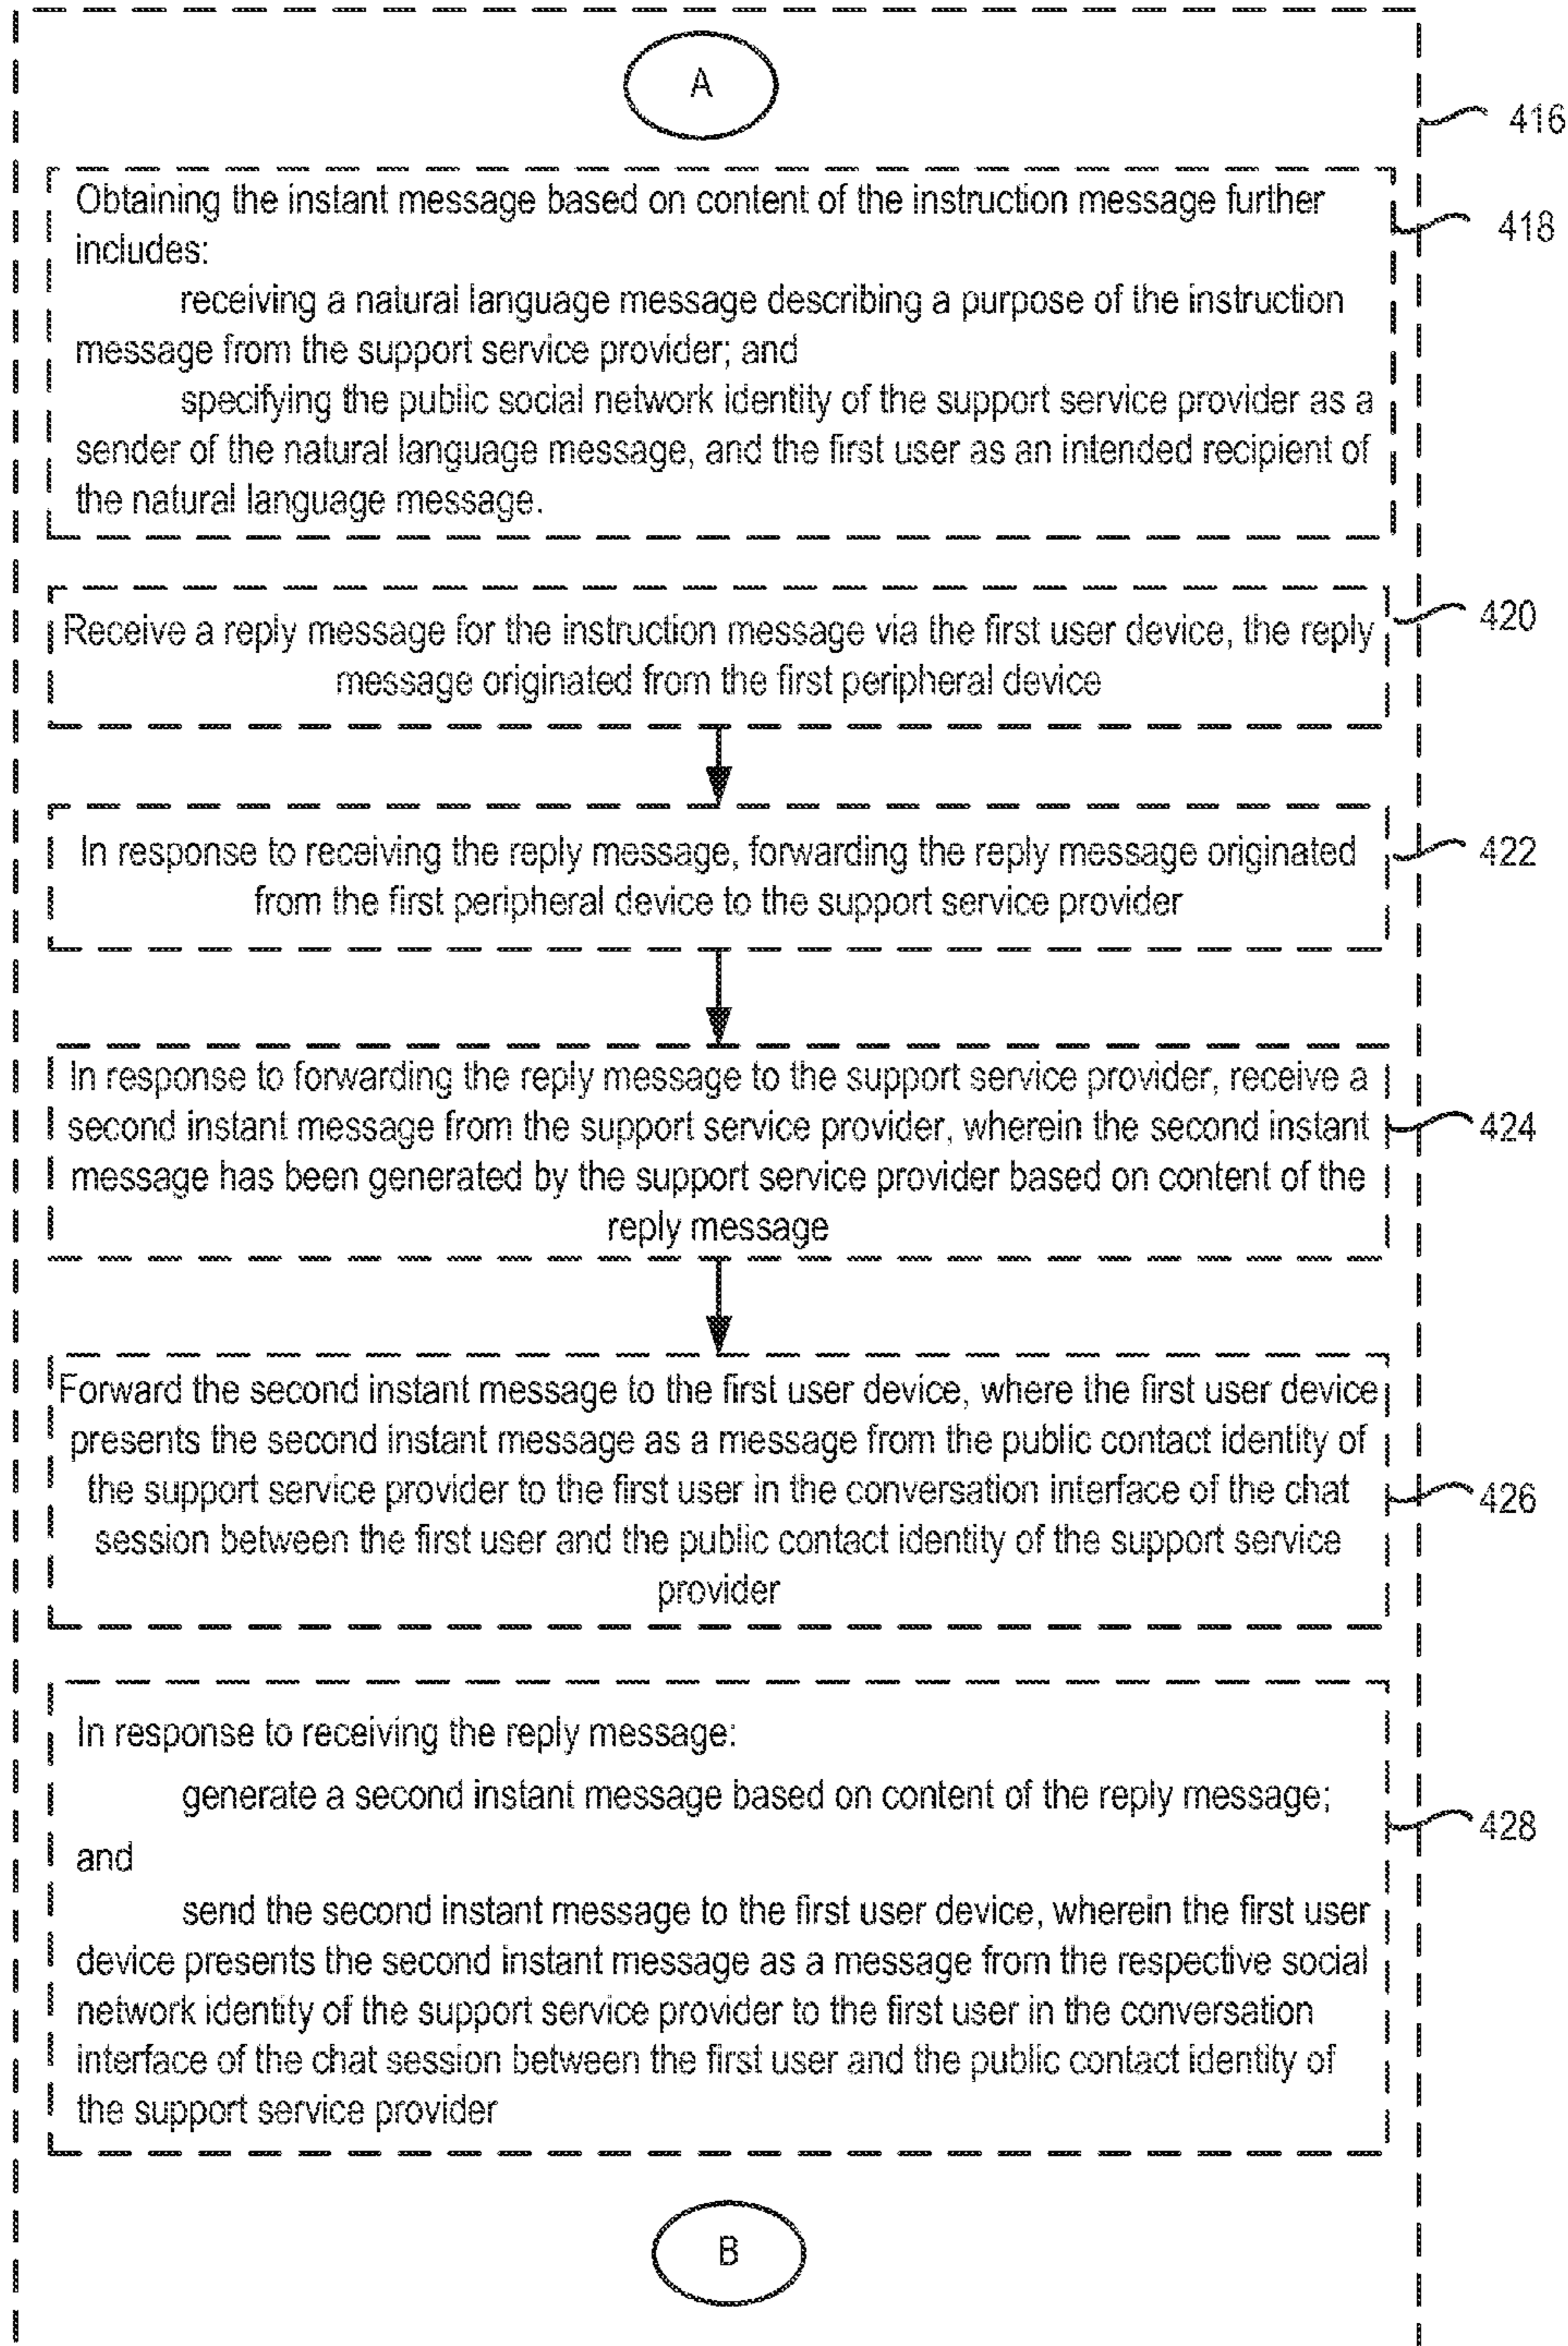 A
416
Obtaining the instant message based on content of the instruction message further
418
includes:
receiving a natural language message describing a purpose of the instruction
message from the support service provider; and
specifying the public social network identity of the support service provider as a
sender of the natural language message, and the first user as an intended recipient of
the natural language message.
Receive a reply message for the instruction message via the first user device, the reply
420
message originated from the first peripheral device
In response to receiving the reply message, forwarding the reply message originated
422
from the first peripheral device to the support service provider
In response to forwarding the reply message to the support service provider, receive a
second instant message from the support service provider, wherein the second instant
424
message has been generated by the support service provider based on content of the
reply message
Forward the second instant message to the first user device, where the first user device
presents the second instant message as a message from the public contact identity of
the support service provider to the first user in the conversation interface of the chat
426
session between the first user and the public contact identity of the support service
provider
In response to receiving the reply message:
generate a second instant message based on content of the reply message;
428
and
send the second instant message to the first user device, wherein the first user
device presents the second instant message as a message from the respective social
network identity of the support service provider to the first user in the conversation
interface of the chat session between the first user and the public contact identity of
the support service provider
B